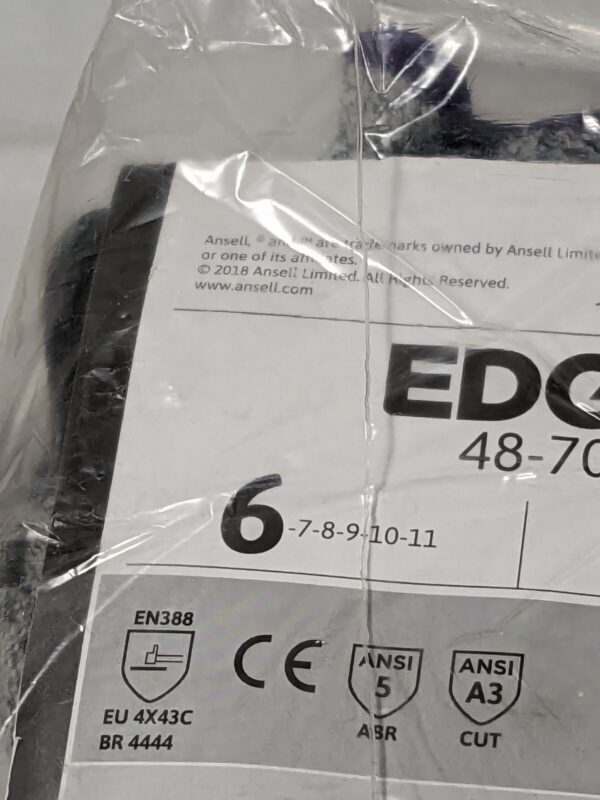 Ansell, ® and ™ are trademarks owned by Ansell Limite
or one of its affiliates.
© 2018 Ansell Limited. All Rights Reserved.
www.ansell.com
EDG
48-70
6-7-8-9-10-11
EN388
EU 4X43C
BR 4444
CE
ANSI
5
ABR
ANSI
A3
CUT